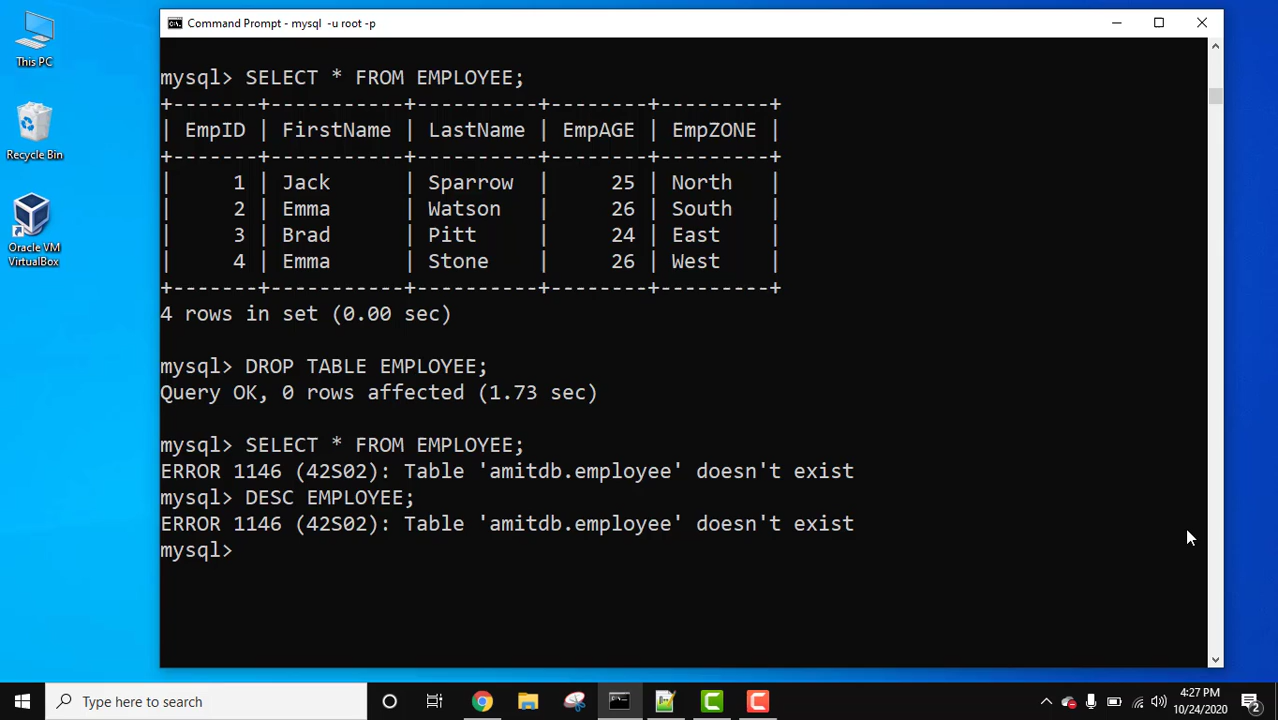 This PC
Recycle Bin
Oracle VM
VirtualBox
Command Prompt - mysql  -u root -p
mysql> SELECT * FROM EMPLOYEE;
+-------+-----------+----------+--------+---------+
| EmpID | FirstName | LastName | EmpAGE | EmpZONE |
+-------+-----------+----------+--------+---------+
|     1 | Jack      | Sparrow  |     25 | North   |
|     2 | Emma      | Watson   |     26 | South   |
|     3 | Brad      | Pitt     |     24 | East    |
|     4 | Emma      | Stone    |     26 | West    |
+-------+-----------+----------+--------+---------+
4 rows in set (0.00 sec)
mysql> DROP TABLE EMPLOYEE;
Query OK, 0 rows affected (1.73 sec)
mysql> SELECT * FROM EMPLOYEE;
ERROR 1146 (42S02): Table 'amitdb.employee' doesn't exist
mysql> DESC EMPLOYEE;
ERROR 1146 (42S02): Table 'amitdb.employee' doesn't exist
mysql>
Type here to search
4:27 PM
10/24/2020
2